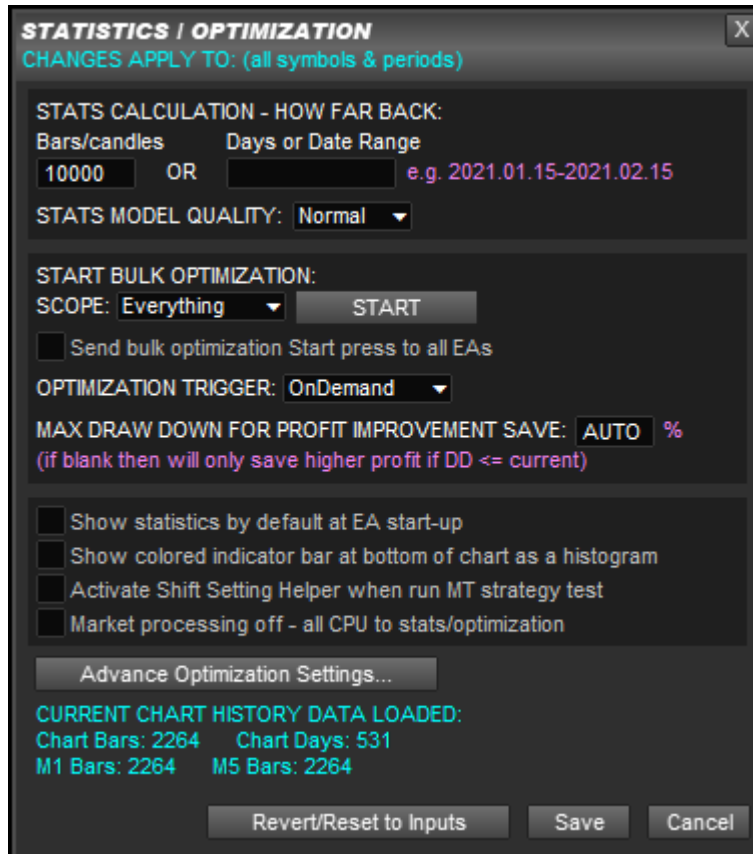 STATISTICS / OPTIMIZATION
X
CHANGES APPLY TO: (all symbols & periods)
STATS CALCULATION - HOW FAR BACK:
Bars/candles Days or Date Range
10000 OR e.g. 2021.01.15-2021.02.15
STATS MODEL QUALITY: Normal
START BULK OPTIMIZATION:
SCOPE: Everything START
Send bulk optimization Start press to all EAs
OPTIMIZATION TRIGGER: OnDemand
MAX DRAW DOWN FOR PROFIT IMPROVEMENT SAVE: AUTO %
(if blank then will only save higher profit if DD <= current)
Show statistics by default at EA start-up
Show colored indicator bar at bottom of chart as a histogram
Activate Shift Setting Helper when run MT strategy test
Market processing off - all CPU to stats/optimization
Advance Optimization Settings...
CURRENT CHART HISTORY DATA LOADED:
Chart Bars: 2264 Chart Days: 531
M1 Bars: 2264 M5 Bars: 2264
Revert/Reset to Inputs Save Cancel